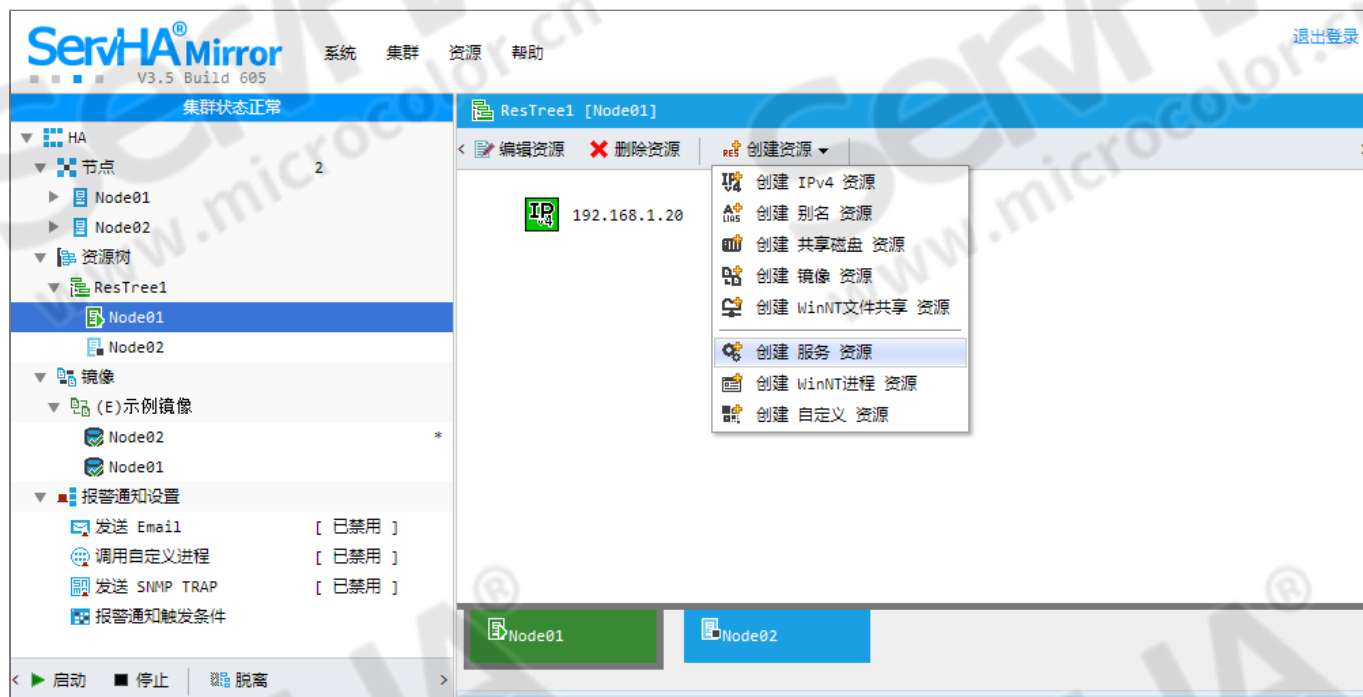 ServHA® Mirror
V3.5 Build 605
系统 集群 资源 帮助
退出登录
集群状态正常
HA
节点 2
Node01
Node02
资源树
ResTree1
Node01
Node02
镜像
(E)示例镜像
Node02 *
Node01
报警通知设置
发送 Email [ 已禁用 ]
调用自定义进程 [ 已禁用 ]
发送 SNMP TRAP [ 已禁用 ]
报警通知触发条件
启动 停止 脱离
ResTree1 [Node01]
编辑资源 删除资源 创建资源
192.168.1.20
创建 IPv4 资源
创建 别名 资源
创建 共享磁盘 资源
创建 镜像 资源
创建 WinNT文件共享 资源
创建 服务 资源
创建 WinNT进程 资源
创建 自定义 资源
Node01 Node02
www.microcolor.cn